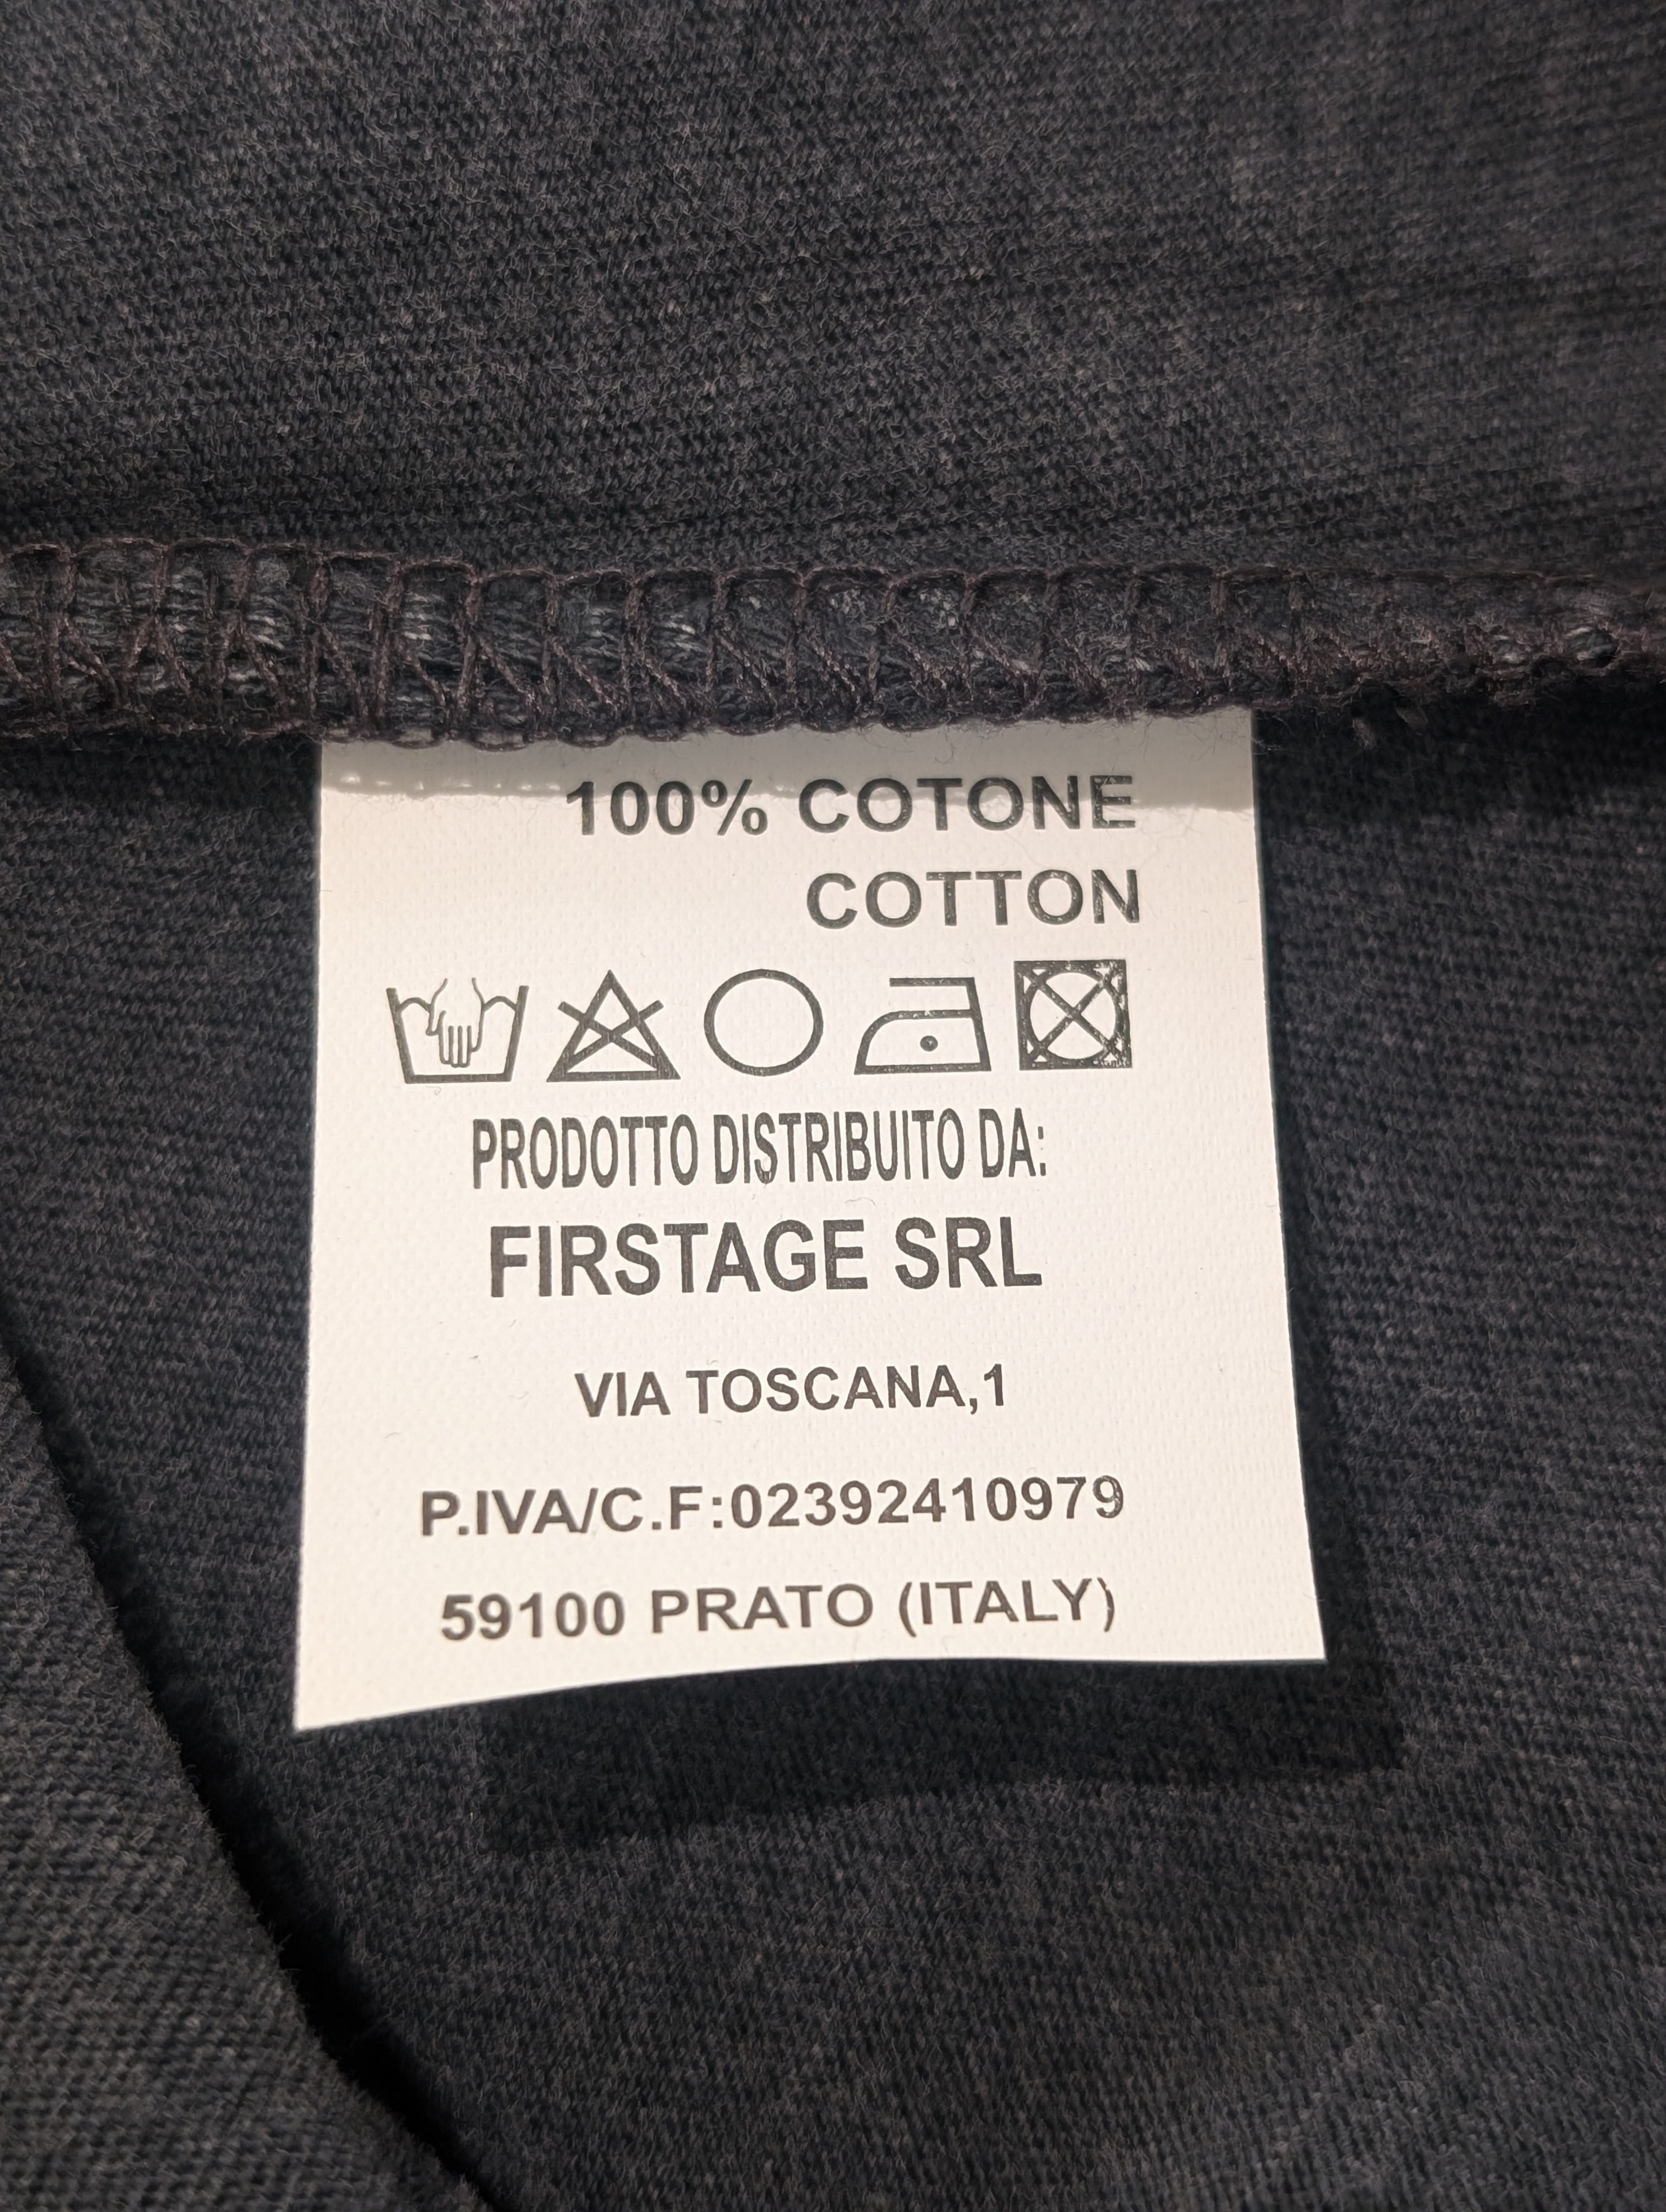 100% COTONE
COTTON
PRODOTTO DISTRIBUITO DA:
FIRSTAGE SRL
VIA TOSCANA,1
P.IVA/C.F:02392410979
59100 PRATO (ITALY)